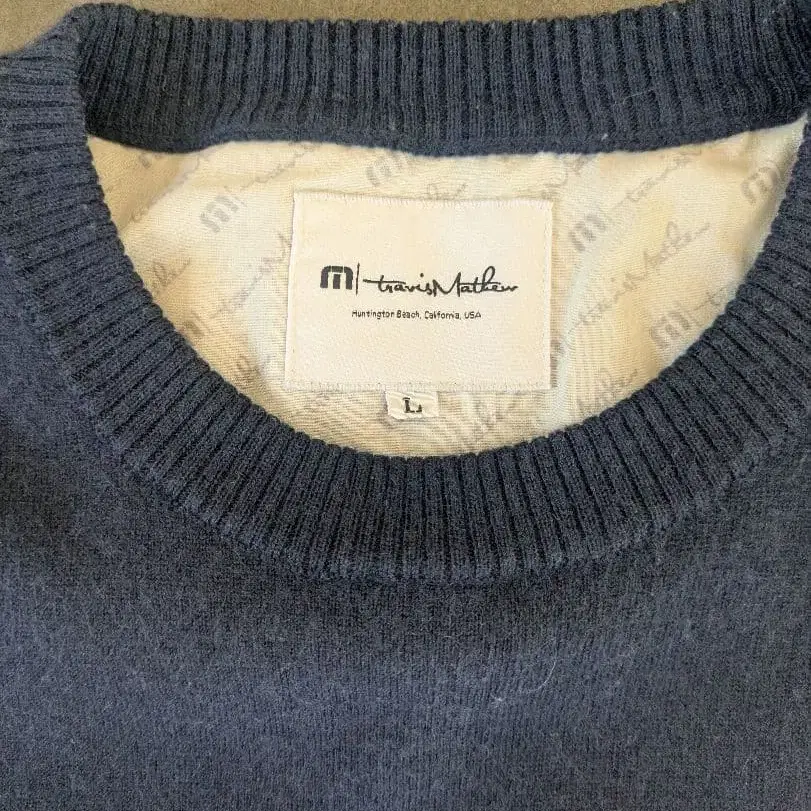 travisMathew
Huntington Beach, California, USA
L